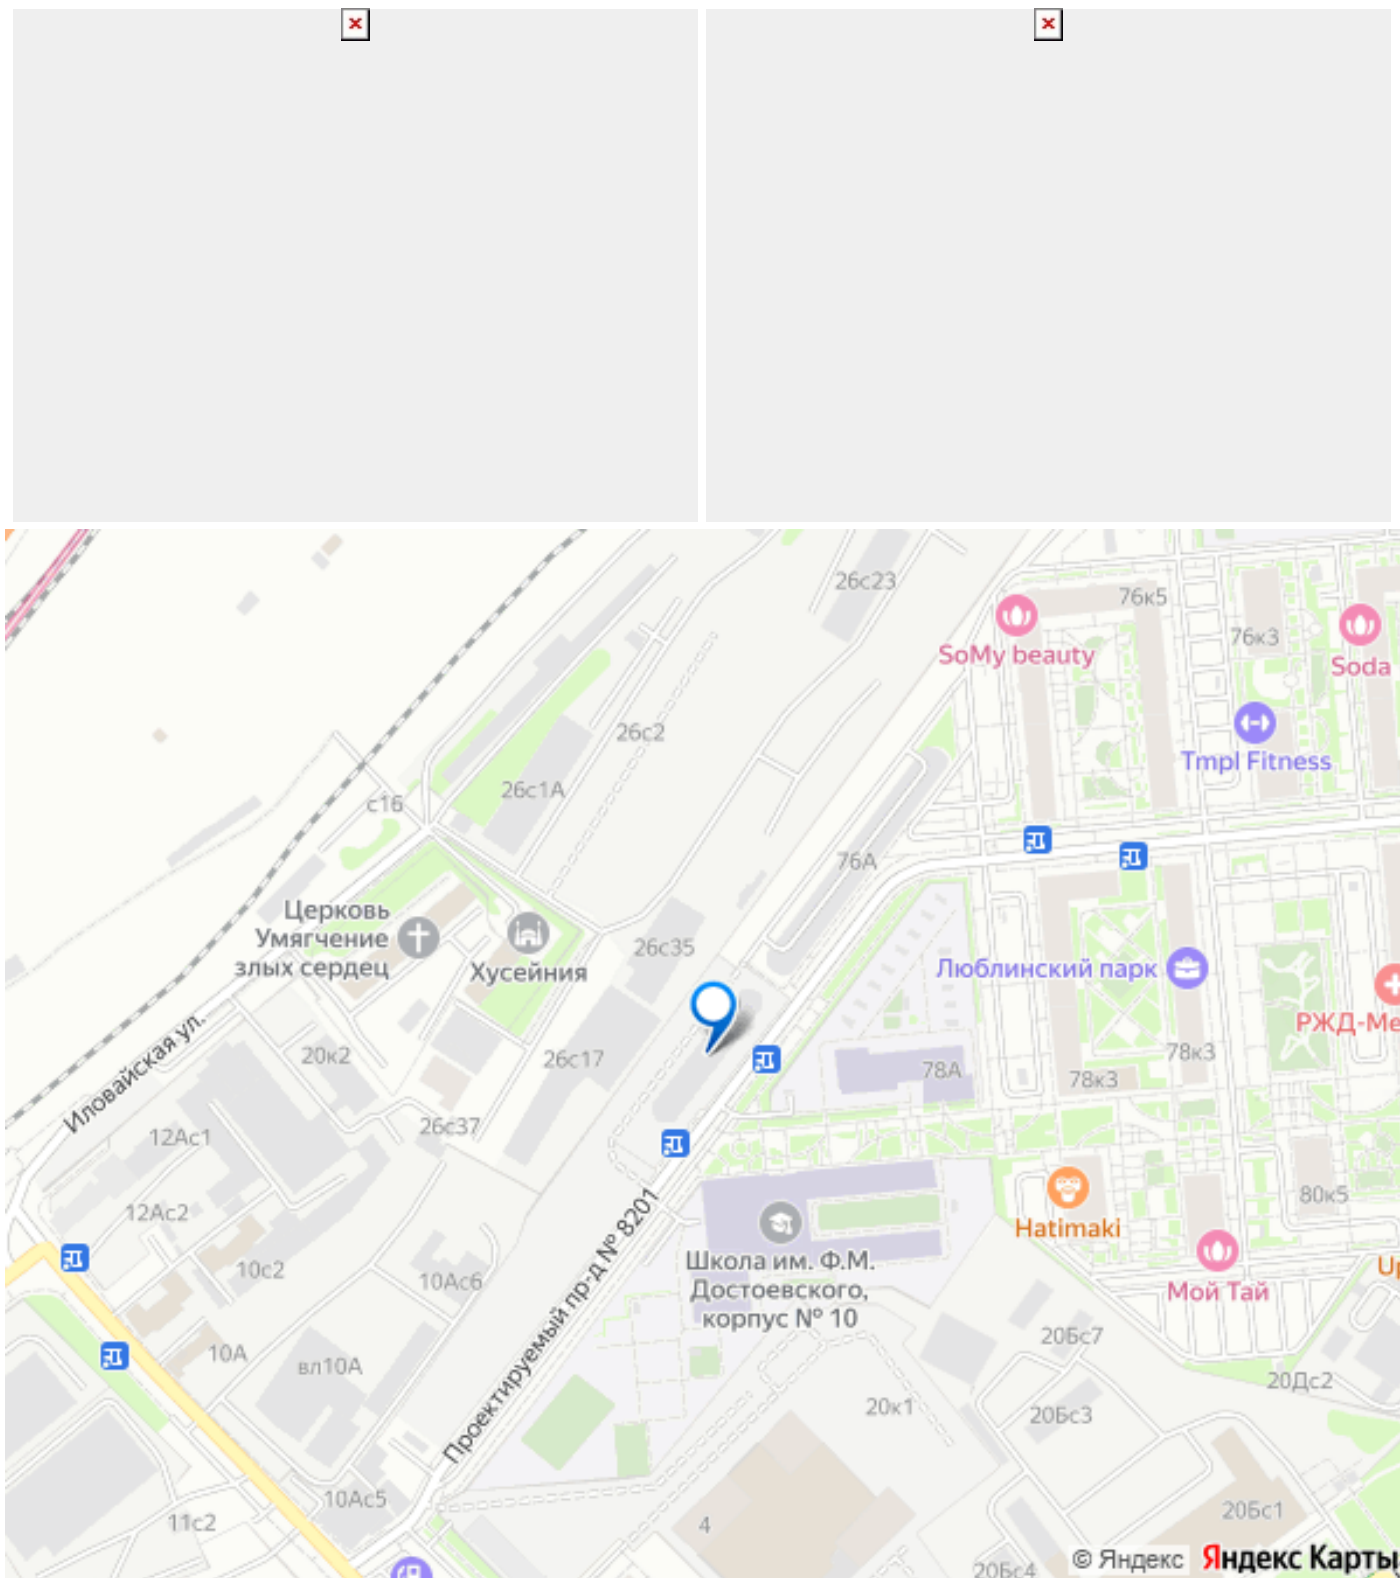 26с23
76к5
76к3
SoMy beauty
Soda
26с2
Tmpl Fitness
26с1А
с16
76А
Церковь
Умягчение
злых сердец
Хусейния
26с35
Люблинский парк
РЖД-Ме
Иловайская ул.
20к2
26с17
78А
78к3
78к3
12Ас1
26с37
12Ас2
80к5
Hatimaki
10с2
10Ас6
Школа им. Ф.М.
Достоевского,
корпус № 10
Мой Тай
Up
Проектируемый пр-д № 8201
10А
вл10А
20Бс7
20Дс2
20к1
20Бс3
10Ас5
11с2
4
20Бс1
20Бс4
© Яндекс
Яндекс Карты